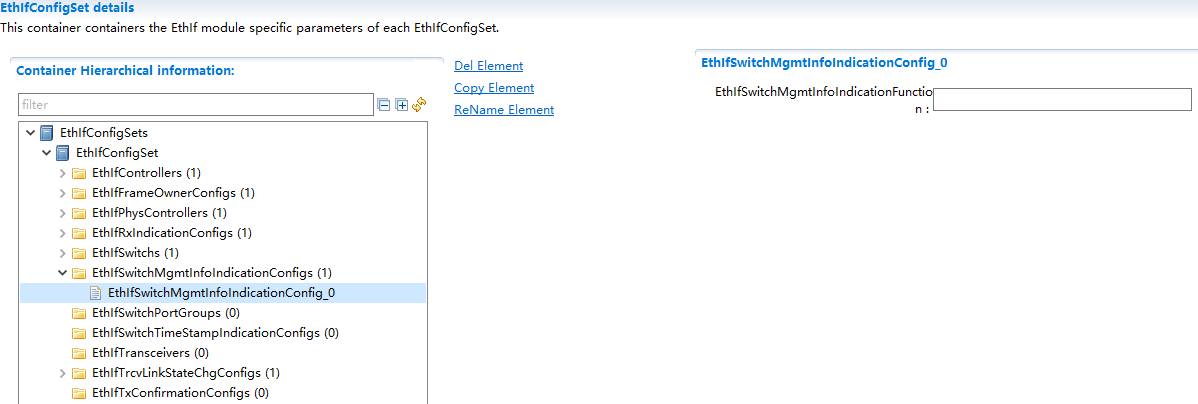 EthIfConfigSet details
This container containers the EthIf module specific parameters of each EthIfConfigSet.
Container Hierarchical information:
filter
EthIfConfigSets
EthIfConfigSet
EthIfControllers (1)
EthIfFrameOwnerConfigs (1)
EthIfPhysControllers (1)
EthIfRxIndicationConfigs (1)
EthIfSwitchs (1)
EthIfSwitchMgmtInfoIndicationConfigs (1)
EthIfSwitchMgmtInfoIndicationConfig_0
EthIfSwitchPortGroups (0)
EthIfSwitchTimeStampIndicationConfigs (0)
EthIfTransceivers (0)
EthIfTrcvLinkStateChgConfigs (1)
EthIfTxConfirmationConfigs (0)
Del Element
Copy Element
ReName Element
EthIfSwitchMgmtInfoIndicationConfig_0
EthIfSwitchMgmtInfoIndicationFunctio
n :